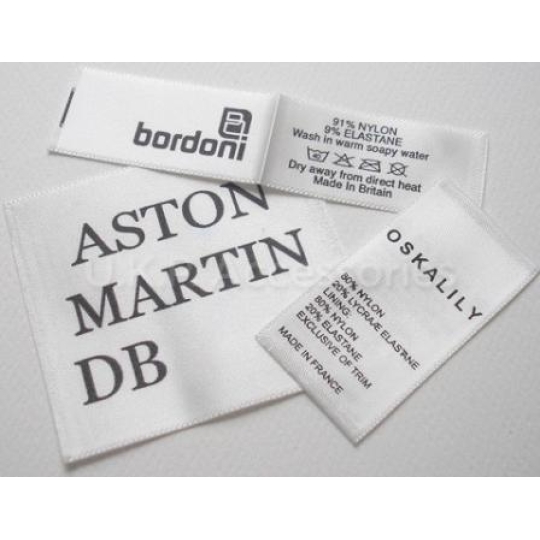 bordoni
91% NYLON
9% ELASTANE
Wash in warm soapy water
Dry away from direct heat
Made in Britain
ASTON
MARTIN
DB
OSKALILY
80% NYLON
20% LYCRA/E ELASTANE
LINING:
80% NYLON
20% ELASTANE
EXCLUSIVE OF TRIM
MADE IN FRANCE
Accessories